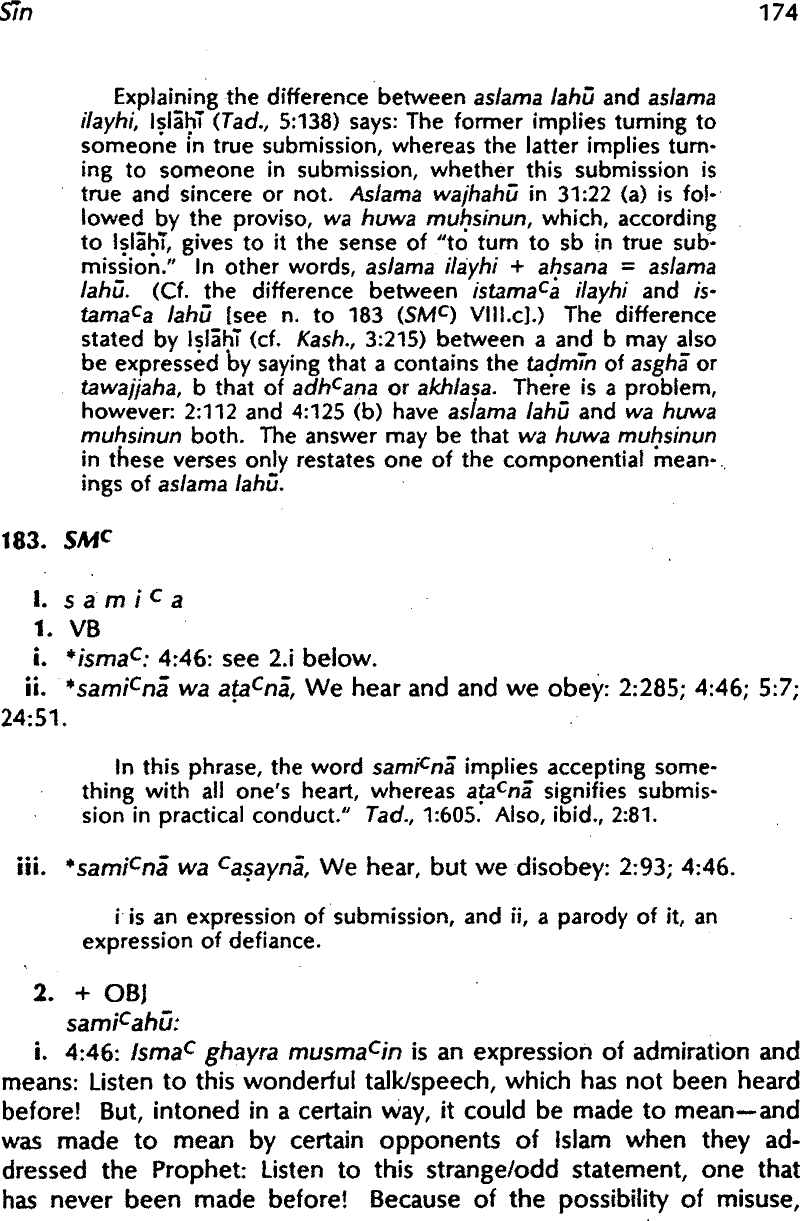 Sīn 174
Explaining the difference between aslama lahū and aslama
ilayhi, Iṣlāḥī (Tad., 5:138) says: The former implies turning to
someone in true submission, whereas the latter implies turn-
ing to someone in submission, whether this submission is
true and sincere or not. Aslama wajhahū in 31:22 (a) is fol-
lowed by the proviso, wa huwa muḥsinun, which, according
to Iṣlāḥī, gives to it the sense of "to turn to sb in true sub-
mission." In other words, aslama ilayhi + aḥsana = aslama
lahū. (Cf. the difference between istamaᶜa ilayhi and is-
tamaᶜa lahū [see n. to 183 (SMᶜ) VIII.c].) The difference
stated by Iṣlāḥī (cf. Kash., 3:215) between a and b may also
be expressed by saying that a contains the taḍmīn of asghā or
tawajjaha, b that of adhᶜana or akhlaṣa. There is a problem,
however: 2:112 and 4:125 (b) have aslama lahū and wa huwa
muḥsinun both. The answer may be that wa huwa muḥsinun
in these verses only restates one of the componential mean-
ings of aslama lahū.
183. SMᶜ
I. s a m i ᶜ a
1. VB
i. *ismaᶜ: 4:46: see 2.i below.
ii. *samiᶜnā wa aṭaᶜnā, We hear and and we obey: 2:285; 4:46; 5:7;
24:51.
In this phrase, the word samiᶜnā implies accepting some-
thing with all one's heart, whereas aṭaᶜnā signifies submis-
sion in practical conduct." Tad., 1:605. Also, ibid., 2:81.
iii. *samiᶜnā wa ᶜaṣaynā, We hear, but we disobey: 2:93; 4:46.
i is an expression of submission, and ii, a parody of it, an
expression of defiance.
2. + OBJ
samiᶜahū:
i. 4:46: Ismaᶜ ghayra musmaᶜin is an expression of admiration and
means: Listen to this wonderful talk/speech, which has not been heard
before! But, intoned in a certain way, it could be made to mean—and
was made to mean by certain opponents of Islam when they ad-
dressed the Prophet: Listen to this strange/odd statement, one that
has never been made before! Because of the possibility of misuse,